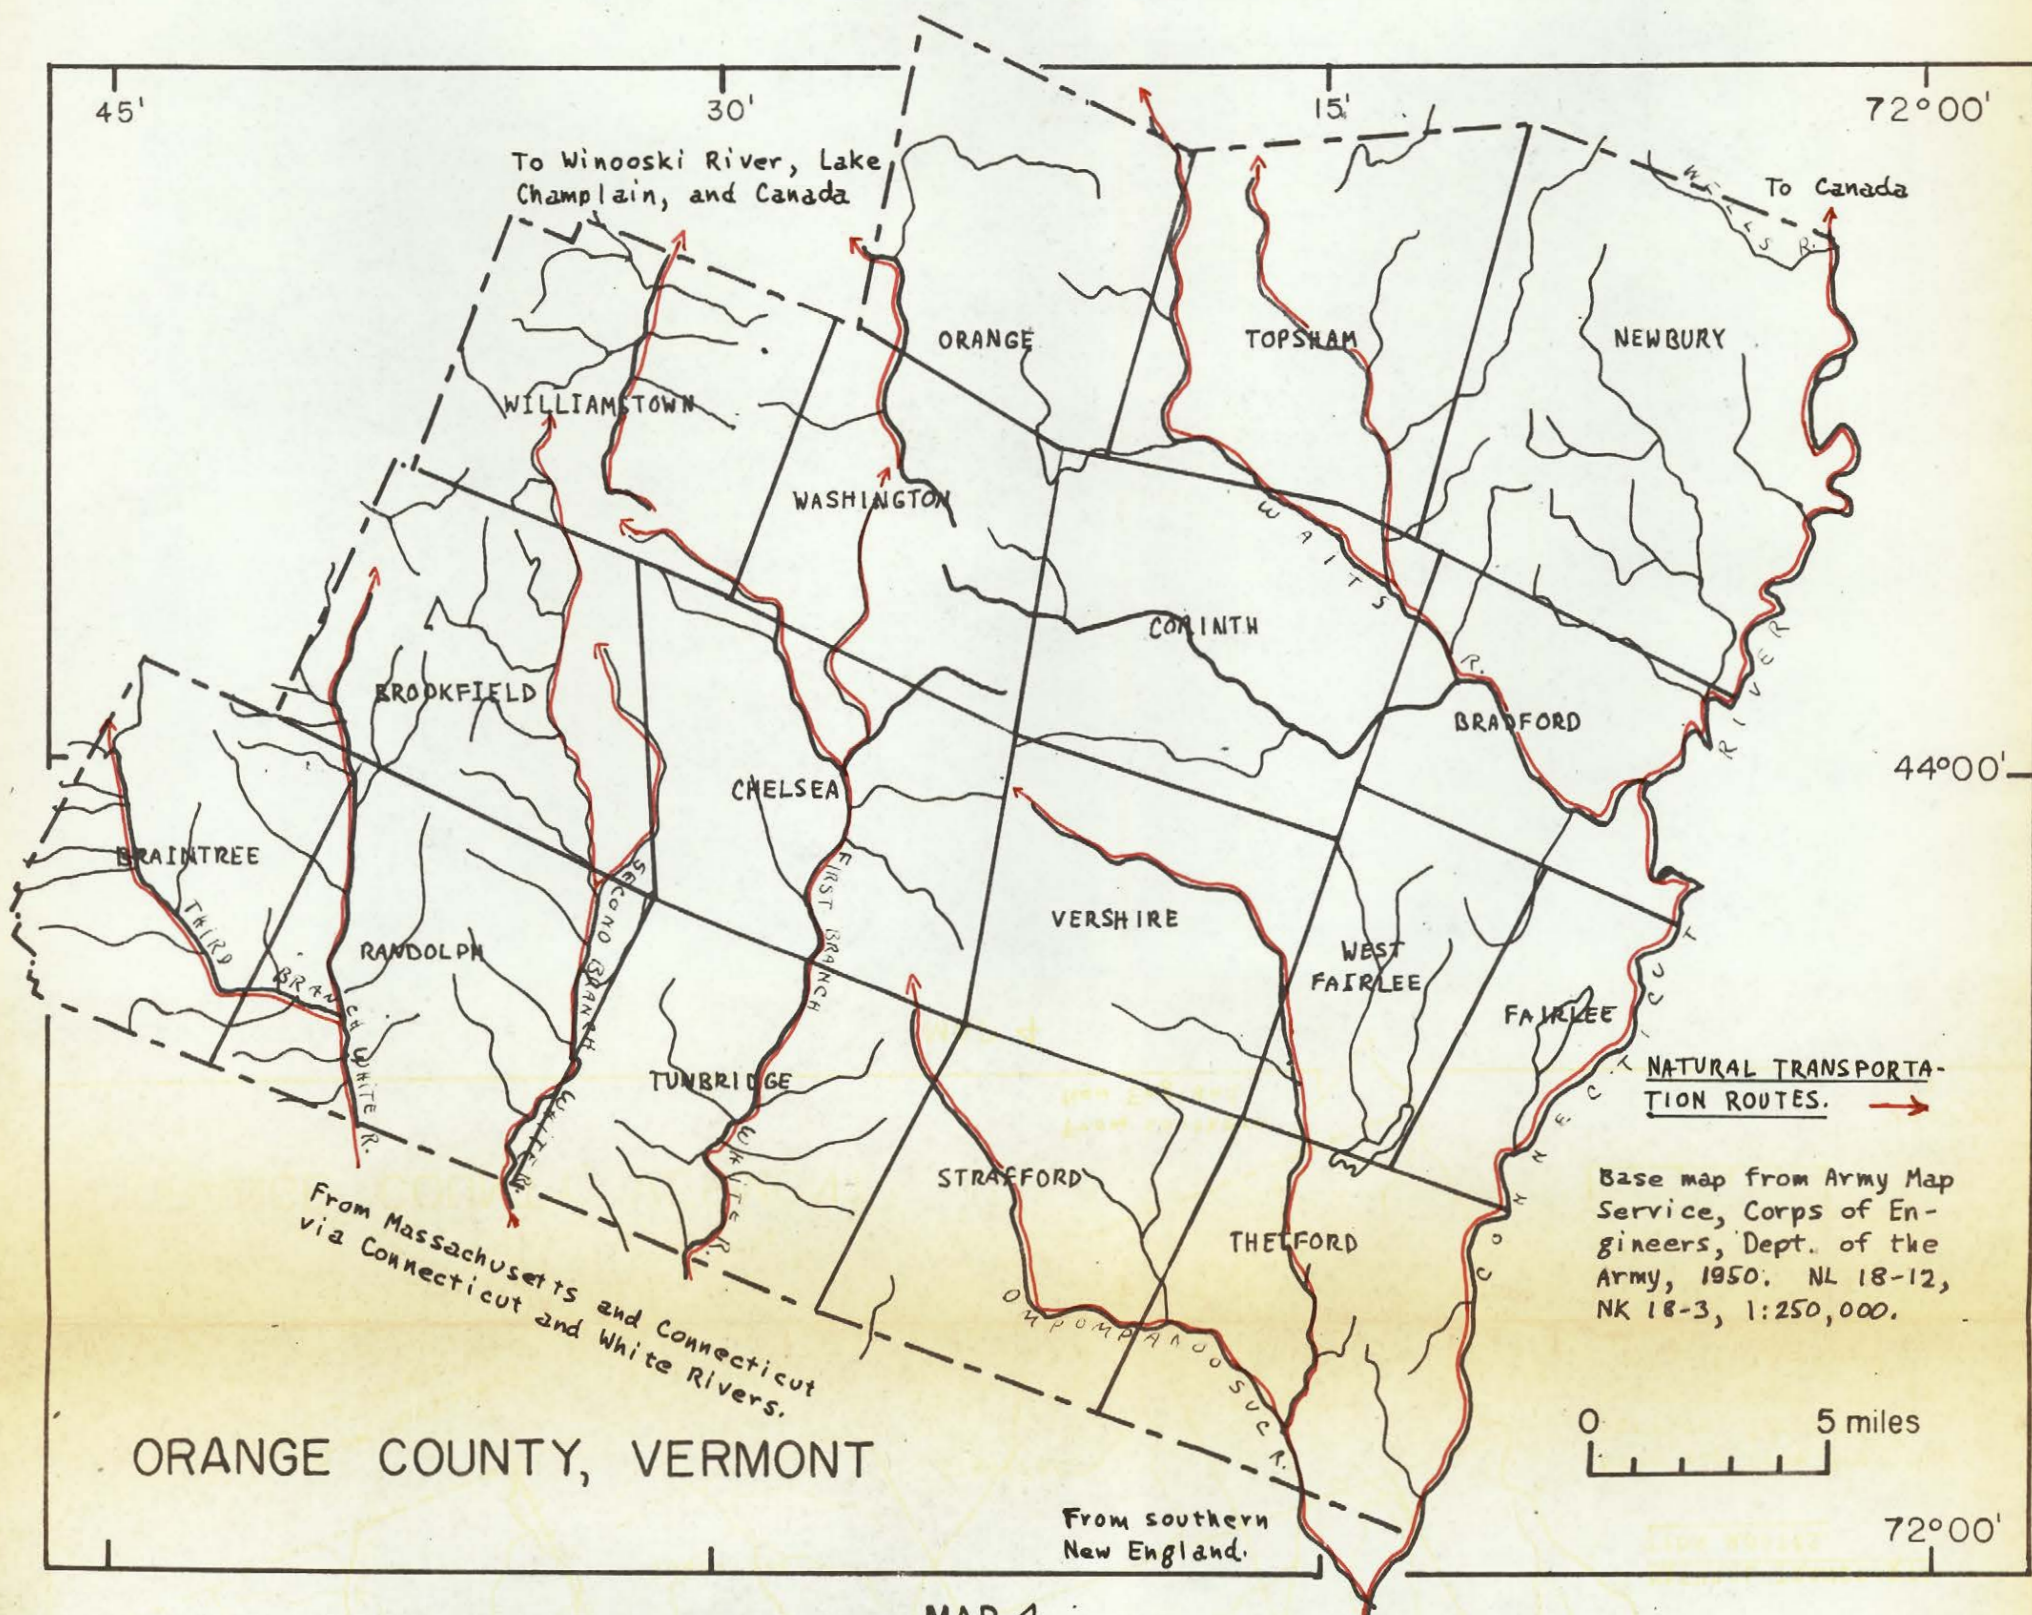 45'
30'
15'
72°00'
To Winooski River, Lake
Champlain, and Canada
To Canada
WELLS R.
ORANGE
TOPSHAM
NEWBURY
WILLIAMSTOWN
WASHINGTON
WAITS R.
CORINTH
BROOKFIELD
BRADFORD
CONNECTICUT RIVER
44°00'
CHELSEA
BRAINTREE
THIRD BRANCH WHITE R.
RANDOLPH
SECOND BRANCH WHITE R.
FIRST BRANCH WHITE R.
VERSHIRE
WEST
FAIRLEE
FAIRLEE
TUNBRIDGE
STRAFFORD
THETFORD
OMPOMPANOOSUC R.
NATURAL TRANSPORTA-
TION ROUTES.
Base map from Army Map
Service, Corps of En-
gineers, Dept. of the
Army, 1950. NL 18-12,
NK 18-3, 1:250,000.
From Massachusetts and Connecticut
via Connecticut and White Rivers.
0 5 miles
ORANGE COUNTY, VERMONT
From southern
New England.
72°00'
MAP